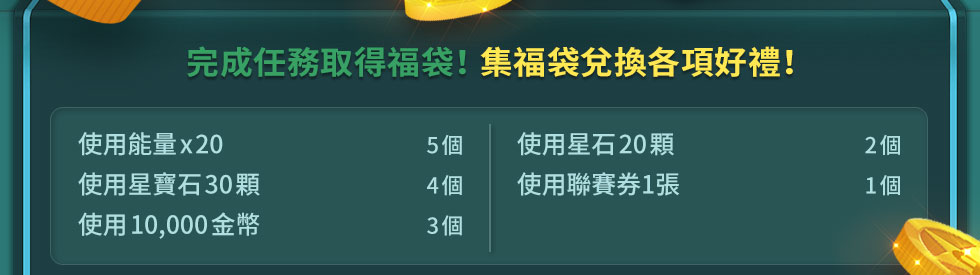 完成任務取得福袋! 集福袋兌換各項好禮!
使用能量x20 5個
使用星寶石30顆 4個
使用10,000金幣 3個
使用星石20顆 2個
使用聯賽券1張 1個